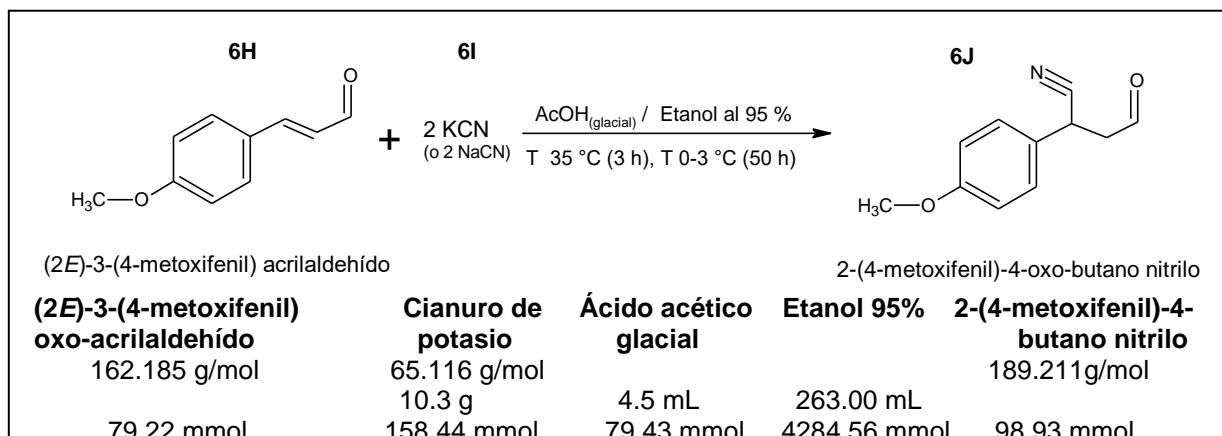 6H
6I
6J
O
N
O
+
2 KCN
(o 2 NaCN)
AcOH(glacial) / Etanol al 95 %
T 35 °C (3 h), T 0-3 °C (50 h)
H3C
O
H3C
O
(2E)-3-(4-metoxifenil) acrilaldehído
2-(4-metoxifenil)-4-oxo-butano nitrilo
(2E)-3-(4-metoxifenil) Cianuro de Ácido acético Etanol 95% 2-(4-metoxifenil)-4-
oxo-acrilaldehído potasio glacial butano nitrilo
162.185 g/mol 65.116 g/mol 189.211g/mol
10.3 g 4.5 mL 263.00 mL
79.22 mmol 158.44 mmol 79.43 mmol 4284.56 mmol 98.93 mmol